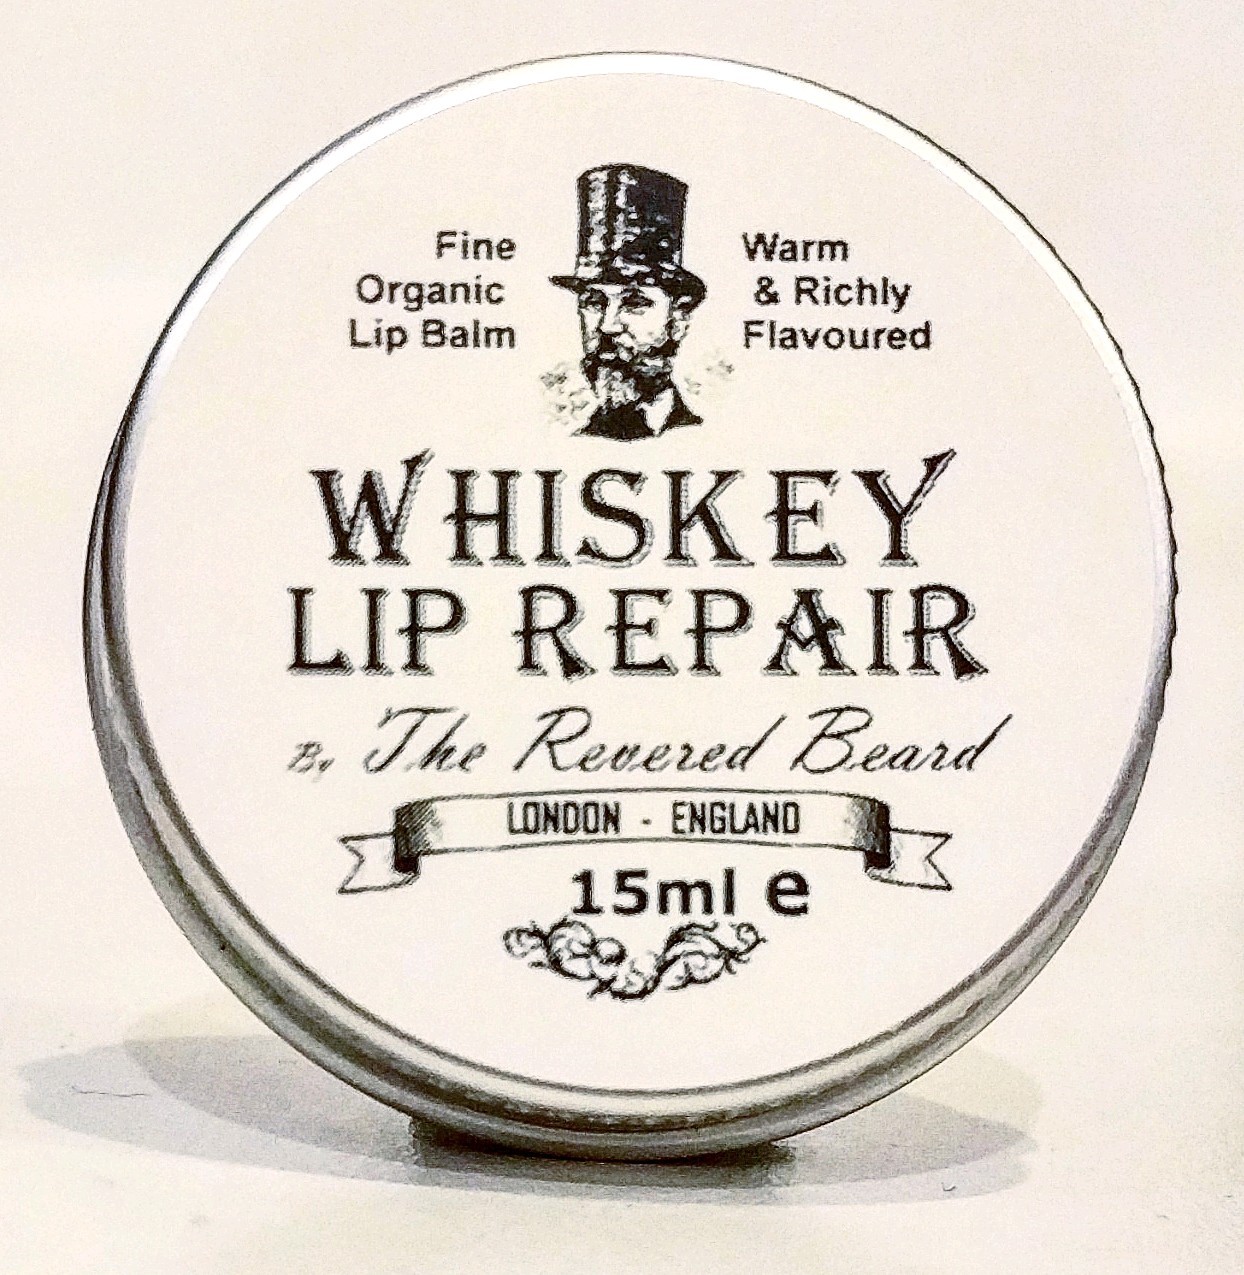 Fine
Organic
Lip Balm
Warm
& Richly
Flavoured
WHISKEY
LIP REPAIR
By The Revered Beard
LONDON - ENGLAND
15ml e